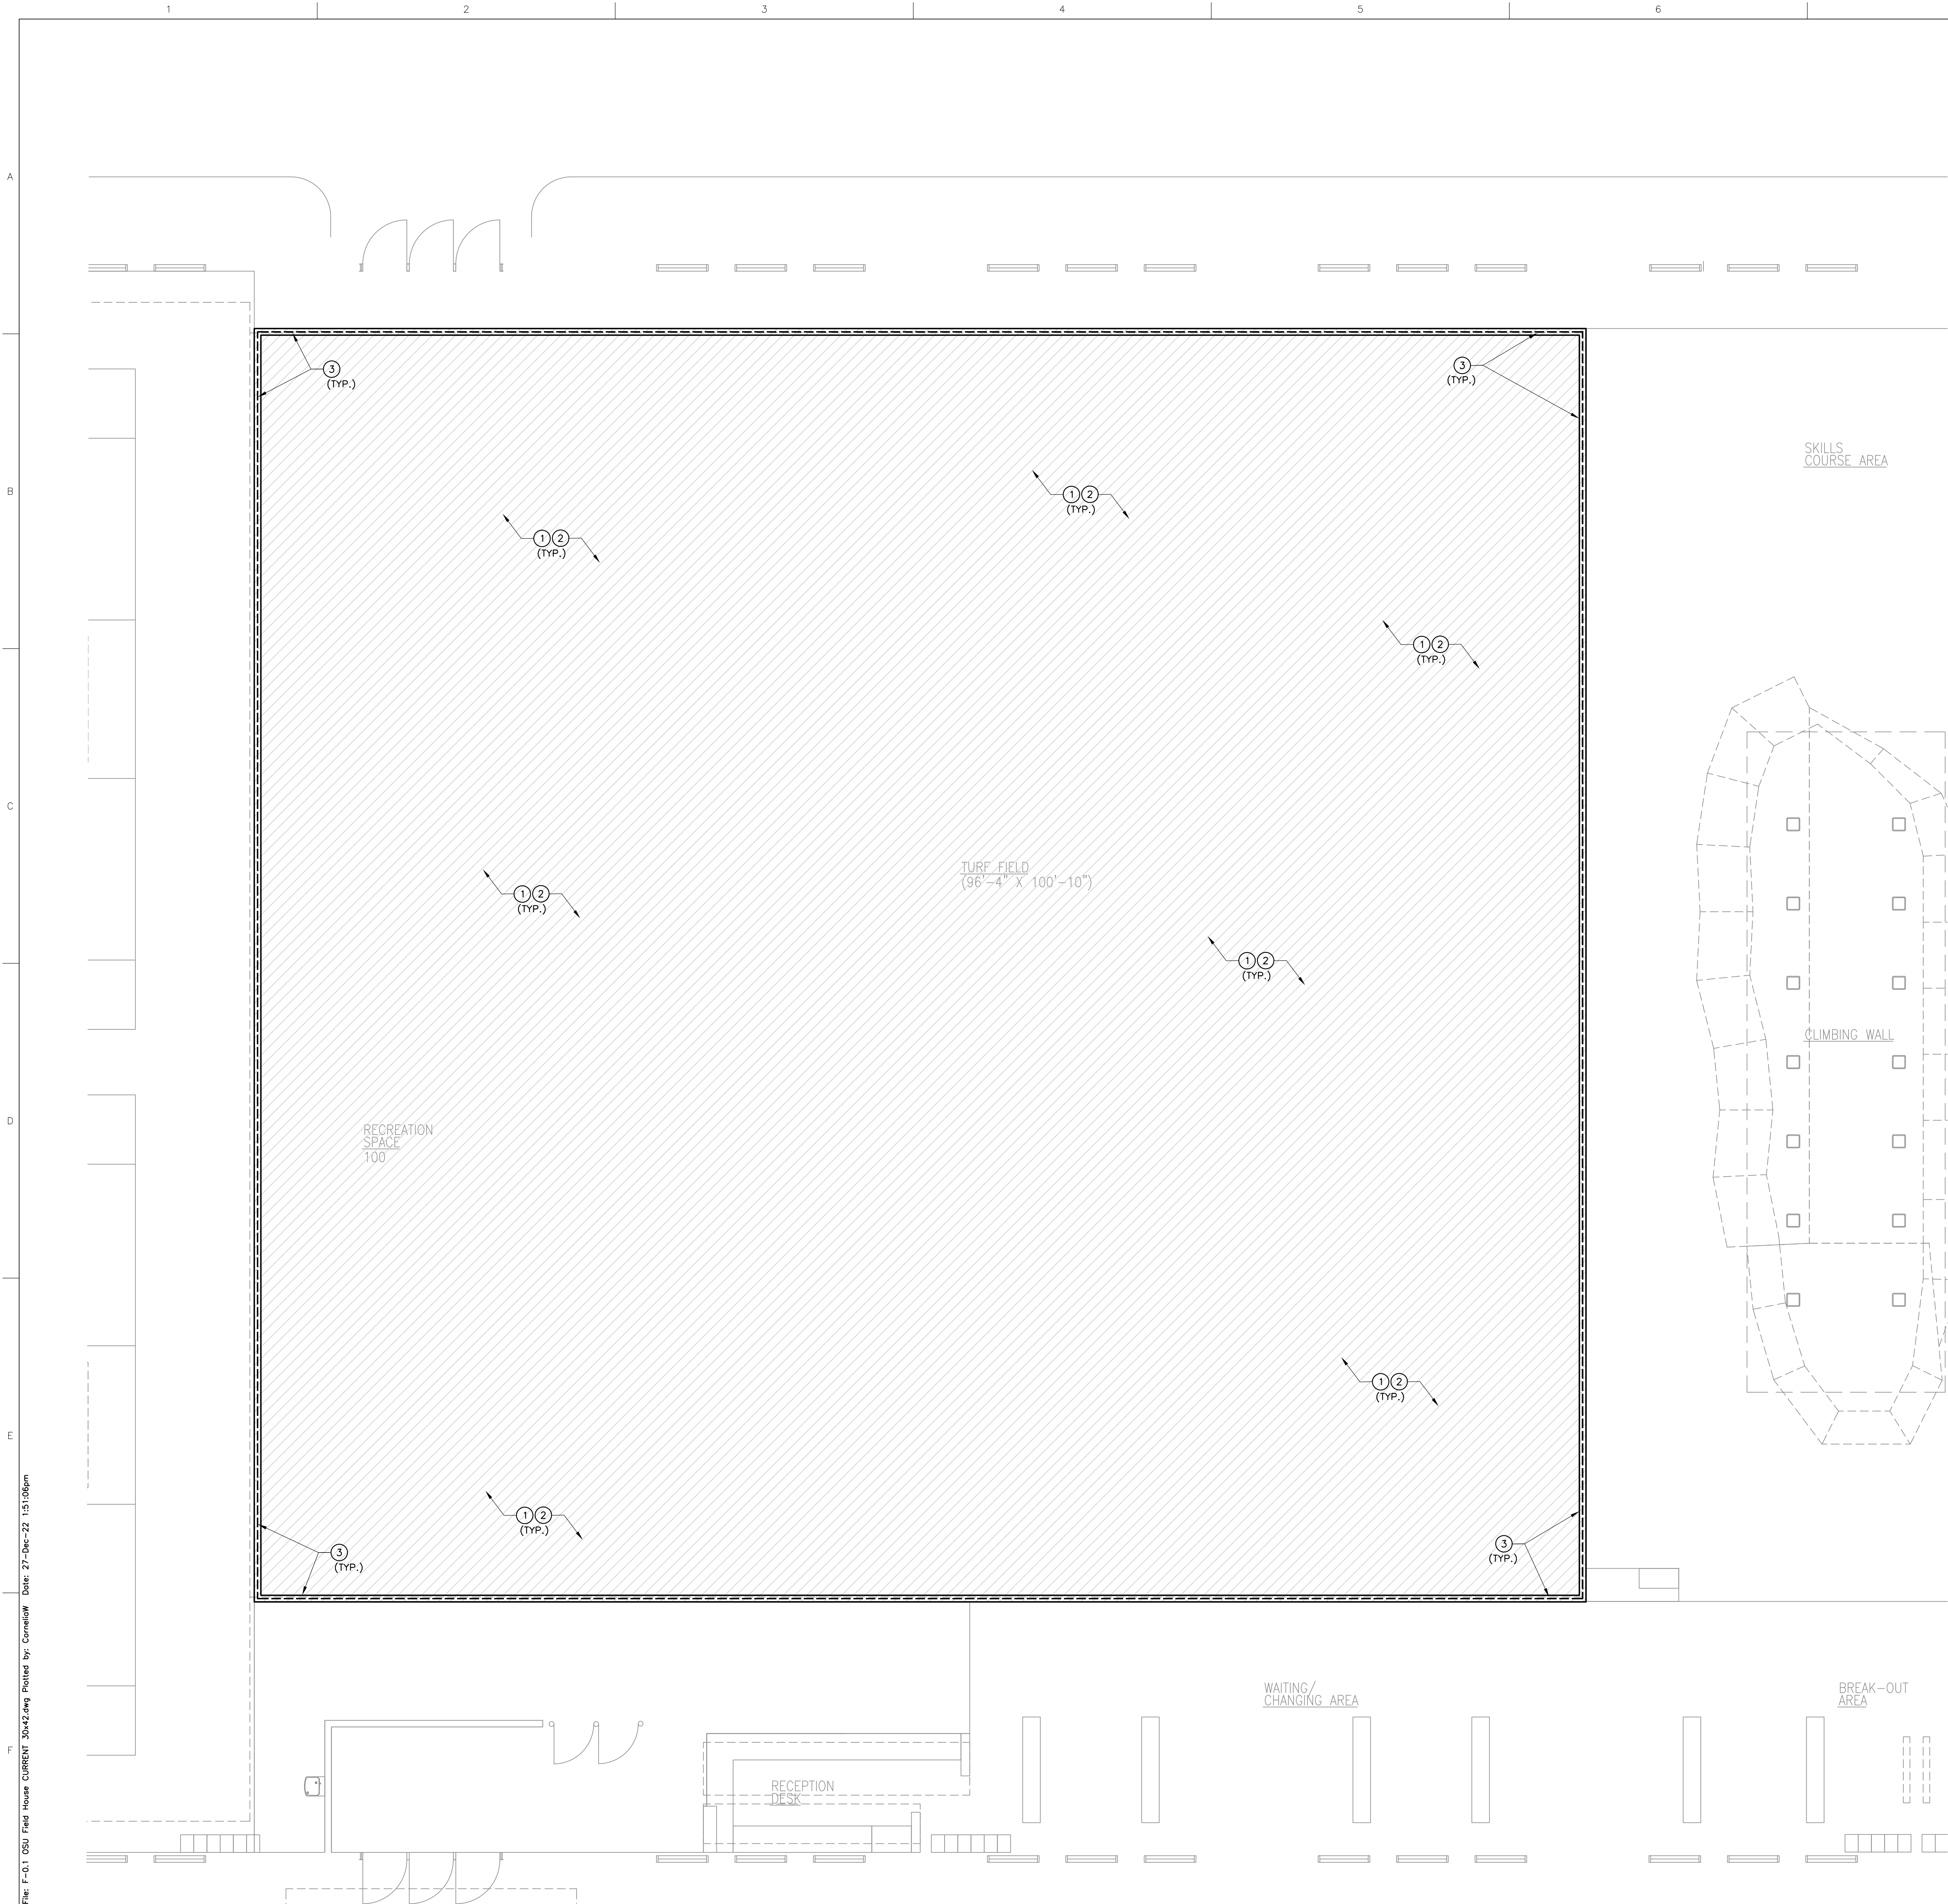 1 2 3 4 5 6
A
3
(TYP.)
3
(TYP.)
SKILLS
COURSE AREA
B
1 2
(TYP.)
1 2
(TYP.)
1 2
(TYP.)
C
TURF FIELD
(96'-4" X 100'-10")
1 2
(TYP.)
1 2
(TYP.)
CLIMBING WALL
D
RECREATION
SPACE
100
1 2
(TYP.)
E
1 2
(TYP.)
3
(TYP.)
3
(TYP.)
WAITING/
CHANGING AREA
BREAK-OUT
AREA
F
RECEPTION
DESK
File: F-0.1 OSU Field House CURRENT 30x42.dwg Plotted by: CorneliaW Date: 27-Dec-22 1:51:06pm